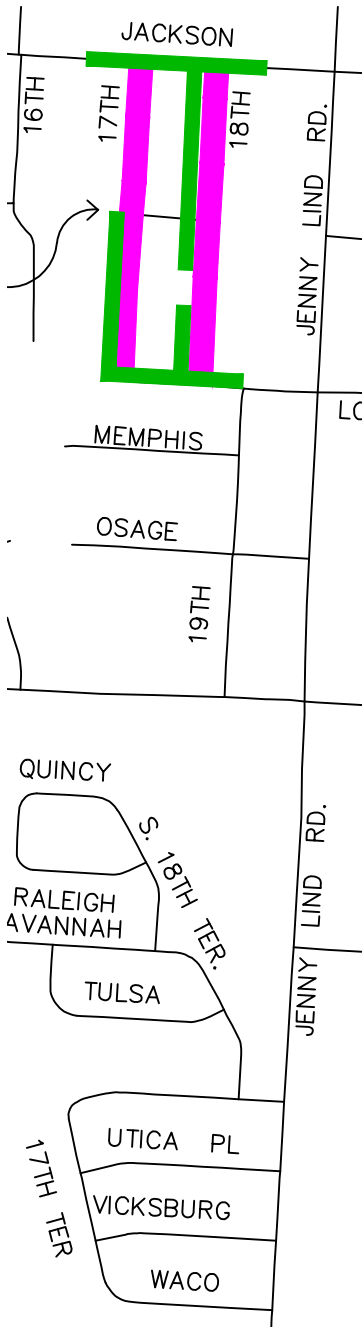 JACKSON
16TH
17TH
18TH
JENNY LIND RD.
LO
MEMPHIS
OSAGE
19TH
QUINCY
S. 18TH TER.
JENNY LIND RD.
RALEIGH
AVANNAH
TULSA
17TH TER
UTICA PL
VICKSBURG
WACO